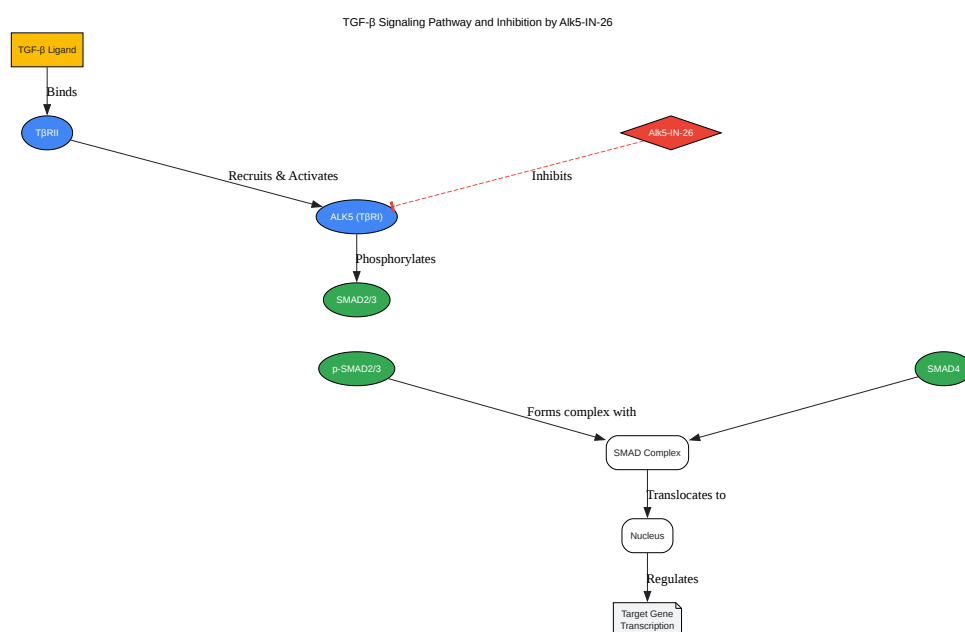 TGF-β Signaling Pathway and Inhibition by Alk5-IN-26
TGF-β Ligand
Binds
TβRII
Alk5-IN-26
Recruits & Activates
Inhibits
ALK5 (TβRI)
Phosphorylates
SMAD2/3
p-SMAD2/3
SMAD4
Forms complex with
SMAD Complex
Translocates to
Nucleus
Regulates
Target Gene
Transcription